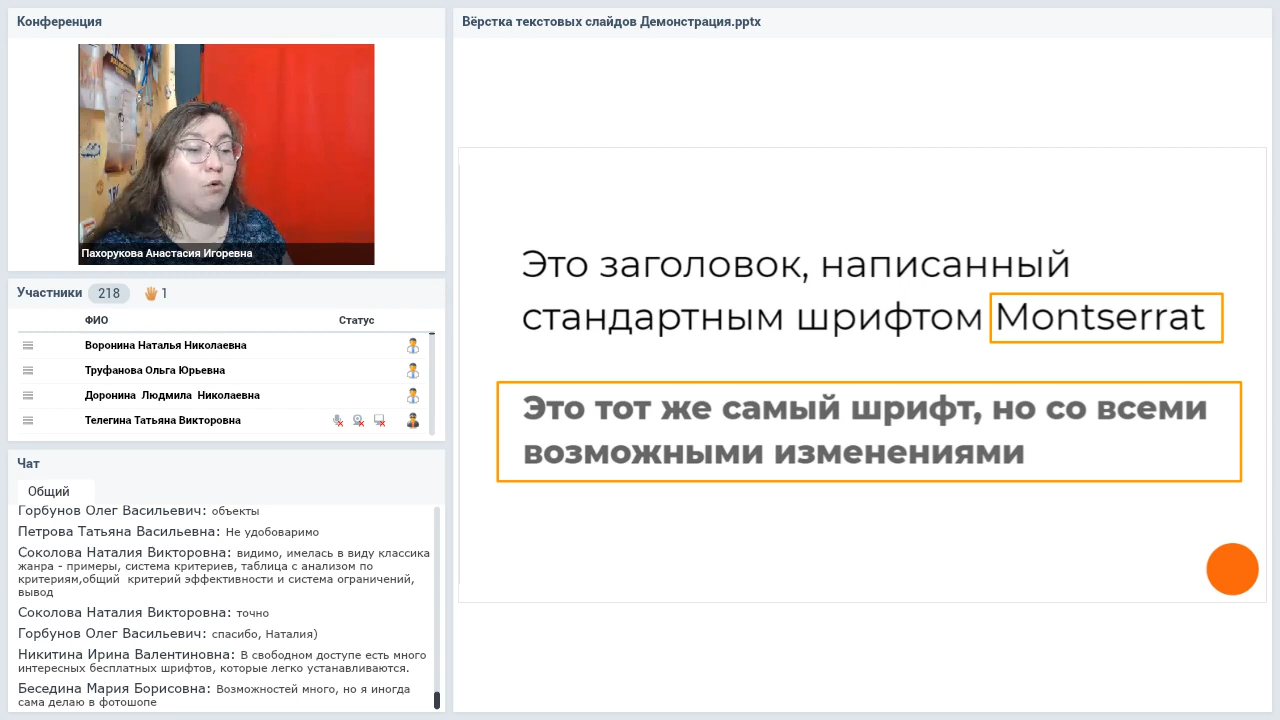 Конференция
Пахорукова Анастасия Игоревна
Участники 218 1
ФИО Статус
Воронина Наталья Николаевна
Труфанова Ольга Юрьевна
Доронина Людмила Николаевна
Телегина Татьяна Викторовна
Чат
Общий
Горбунов Олег Васильевич: объекты
Петрова Татьяна Васильевна: Не удобоваримо
Соколова Наталия Викторовна: видимо, имелась в виду классика
жанра - примеры, система критериев, таблица с анализом по
критериям,общий критерий эффективности и система ограничений,
вывод
Соколова Наталия Викторовна: точно
Горбунов Олег Васильевич: спасибо, Наталия)
Никитина Ирина Валентиновна: В свободном доступе есть много
интересных бесплатных шрифтов, которые легко устанавливаются.
Беседина Мария Борисовна: Возможностей много, но я иногда
сама делаю в фотошопе
Вёрстка текстовых слайдов Демонстрация.pptx
Это заголовок, написанный
стандартным шрифтом Montserrat
Это тот же самый шрифт, но со всеми
возможными изменениями